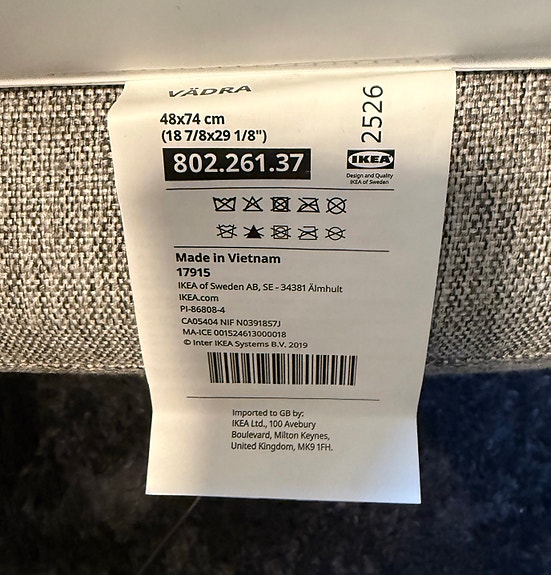 VÄDRA
2526
48x74 cm
(18 7/8x29 1/8")
802.261.37
IKEA
Design and Quality
IKEA of Sweden
Made in Vietnam
17915
IKEA of Sweden AB, SE - 34381 Älmhult
IKEA.com
PI-86808-4
CA05404 NIF N0391857J
MA-ICE 001524613000018
© Inter IKEA Systems B.V. 2019
Imported to GB by:
IKEA Ltd., 100 Avebury
Boulevard, Milton Keynes,
United Kingdom, MK9 1FH.